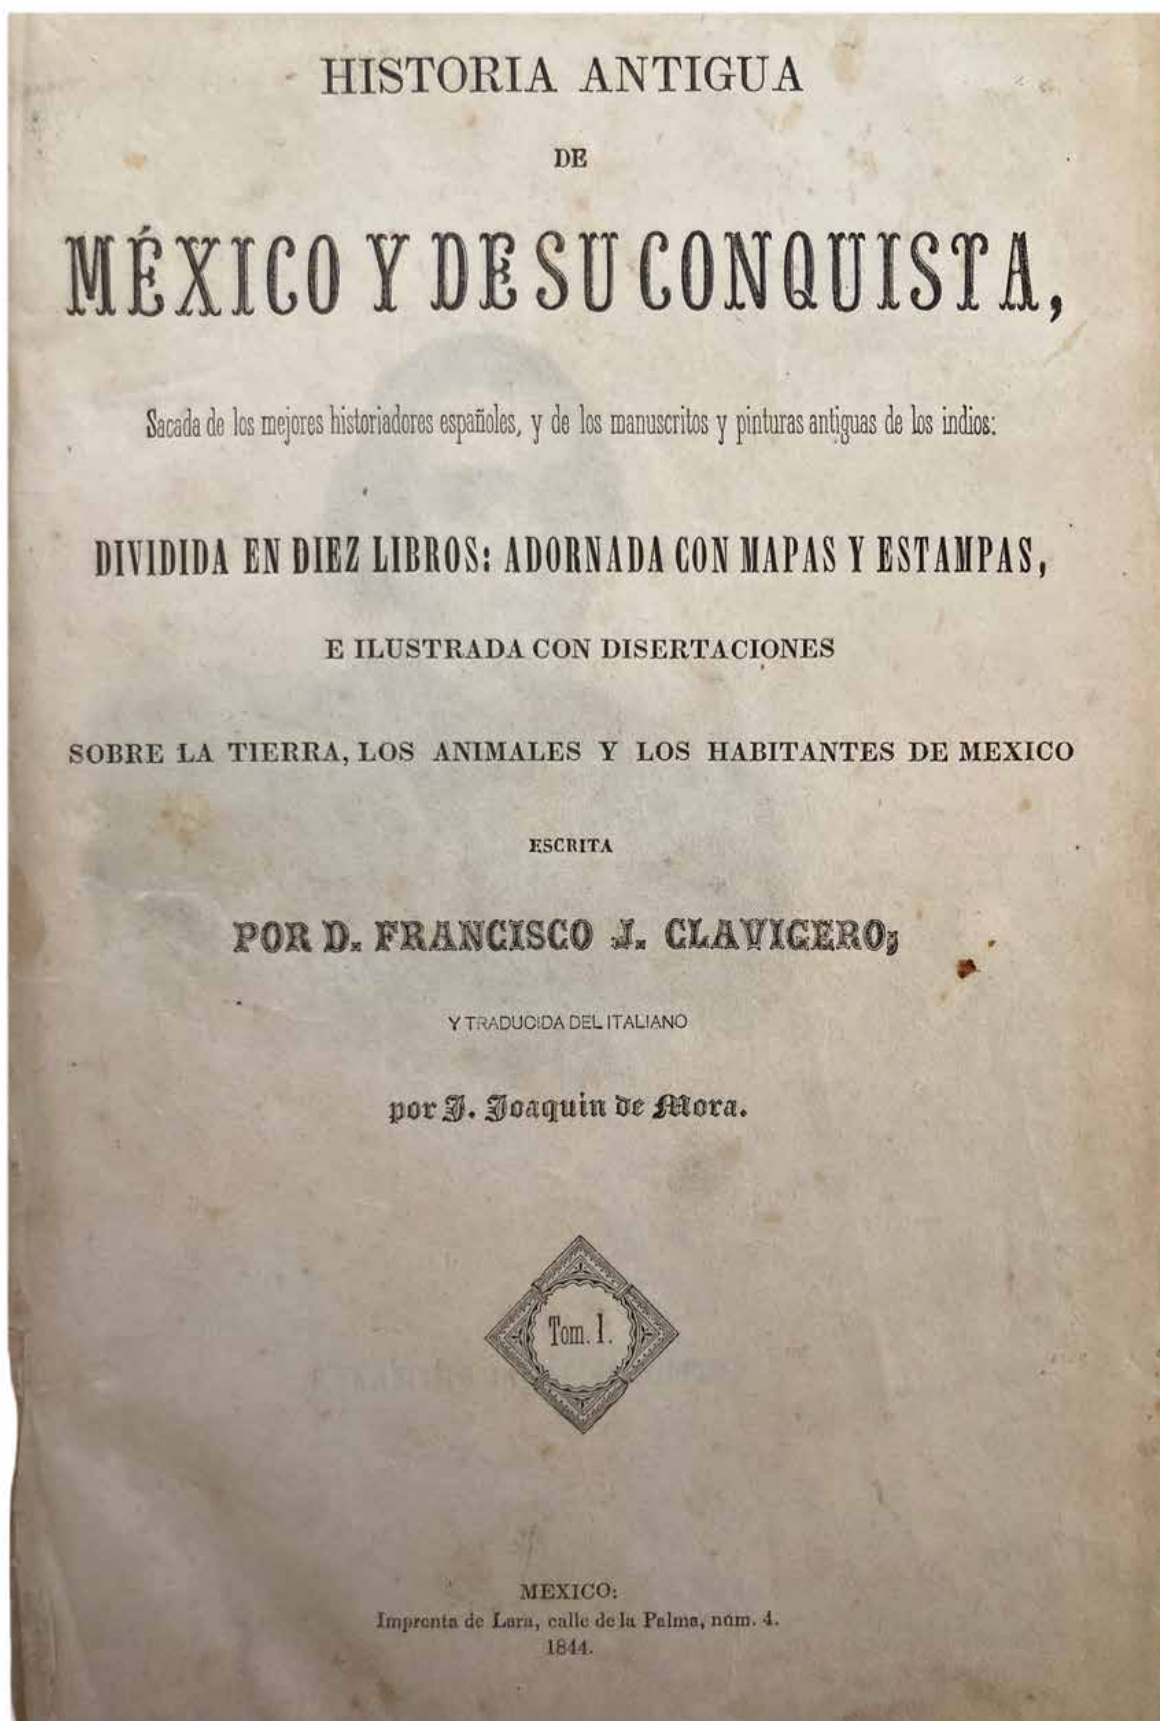 HISTORIA ANTIGUA
DE
MÉXICO Y DE SU CONQUISTA,
Sacada de los mejores historiadores españoles, y de los manuscritos y pinturas antiguas de los indios:
DIVIDIDA EN DIEZ LIBROS: ADORNADA CON MAPAS Y ESTAMPAS,
E ILUSTRADA CON DISERTACIONES
SOBRE LA TIERRA, LOS ANIMALES Y LOS HABITANTES DE MEXICO
ESCRITA
POR D. FRANCISCO J. CLAVIGERO;
Y TRADUCIDA DEL ITALIANO
por J. Joaquin de Mora.
Tom. 1.
MEXICO:
Imprenta de Lara, calle de la Palma, núm. 4.
1844.